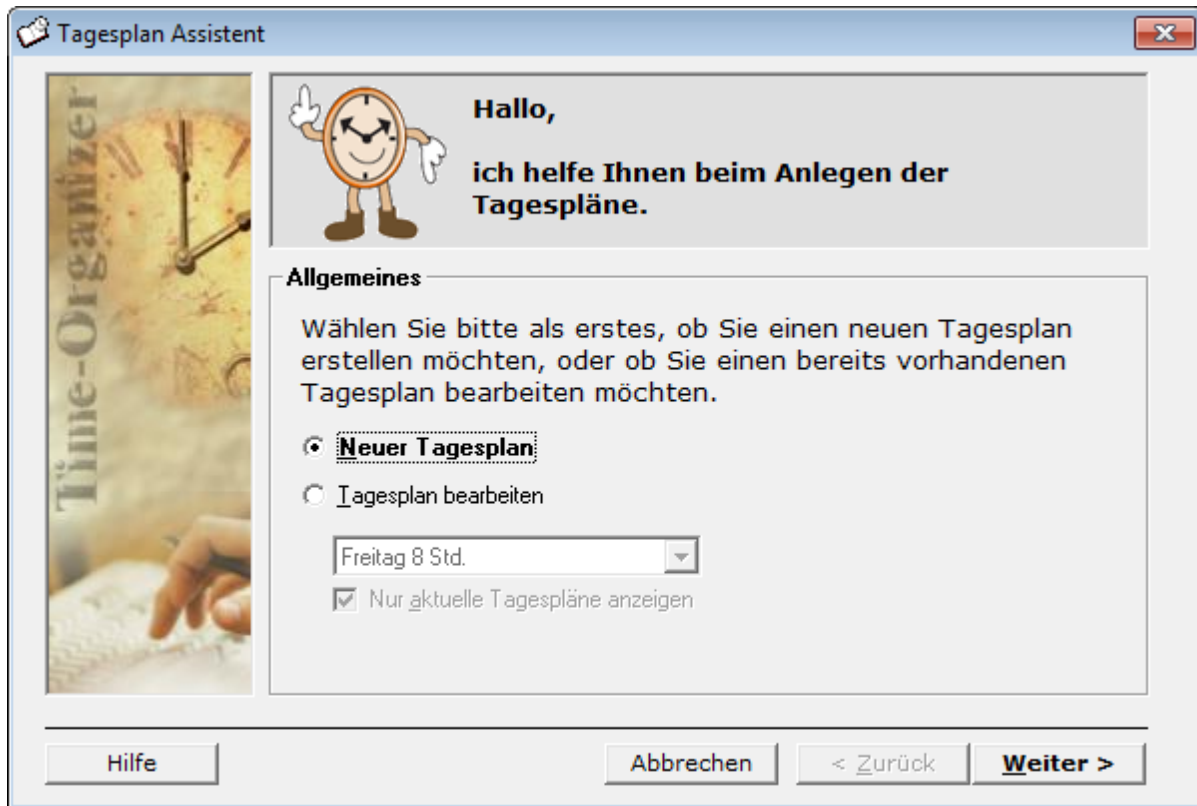 Tagesplan Assistent
Time-Organizer
Hallo,
ich helfe Ihnen beim Anlegen der
Tagespläne.
Allgemeines
Wählen Sie bitte als erstes, ob Sie einen neuen Tagesplan
erstellen möchten, oder ob Sie einen bereits vorhandenen
Tagesplan bearbeiten möchten.
Neuer Tagesplan
Tagesplan bearbeiten
Freitag 8 Std.
Nur aktuelle Tagespläne anzeigen
Hilfe
Abbrechen
< Zurück
Weiter >